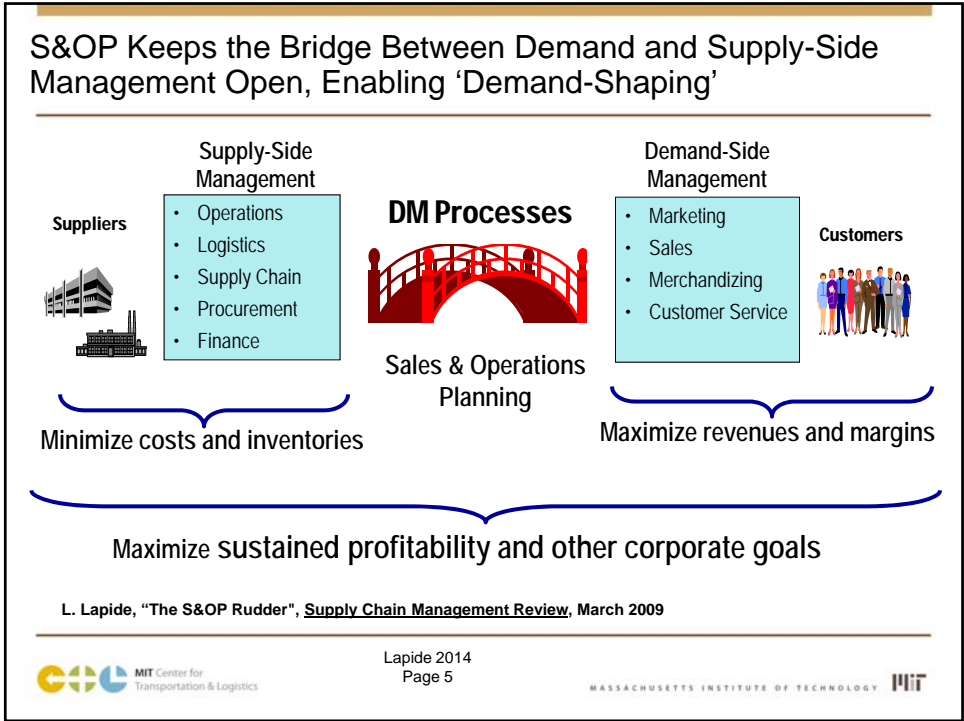 S&OP Keeps the Bridge Between Demand and Supply-Side
Management Open, Enabling ‘Demand-Shaping’
Supply-Side
Management
Suppliers
• Operations
• Logistics
• Supply Chain
• Procurement
• Finance
DM Processes
Sales & Operations
Planning
Demand-Side
Management
• Marketing
• Sales
• Merchandizing
• Customer Service
Customers
Minimize costs and inventories
Maximize revenues and margins
Maximize sustained profitability and other corporate goals
L. Lapide, “The S&OP Rudder", Supply Chain Management Review, March 2009
MIT Center for
Transportation & Logistics
Lapide 2014
Page 5
MASSACHUSETTS INSTITUTE OF TECHNOLOGY